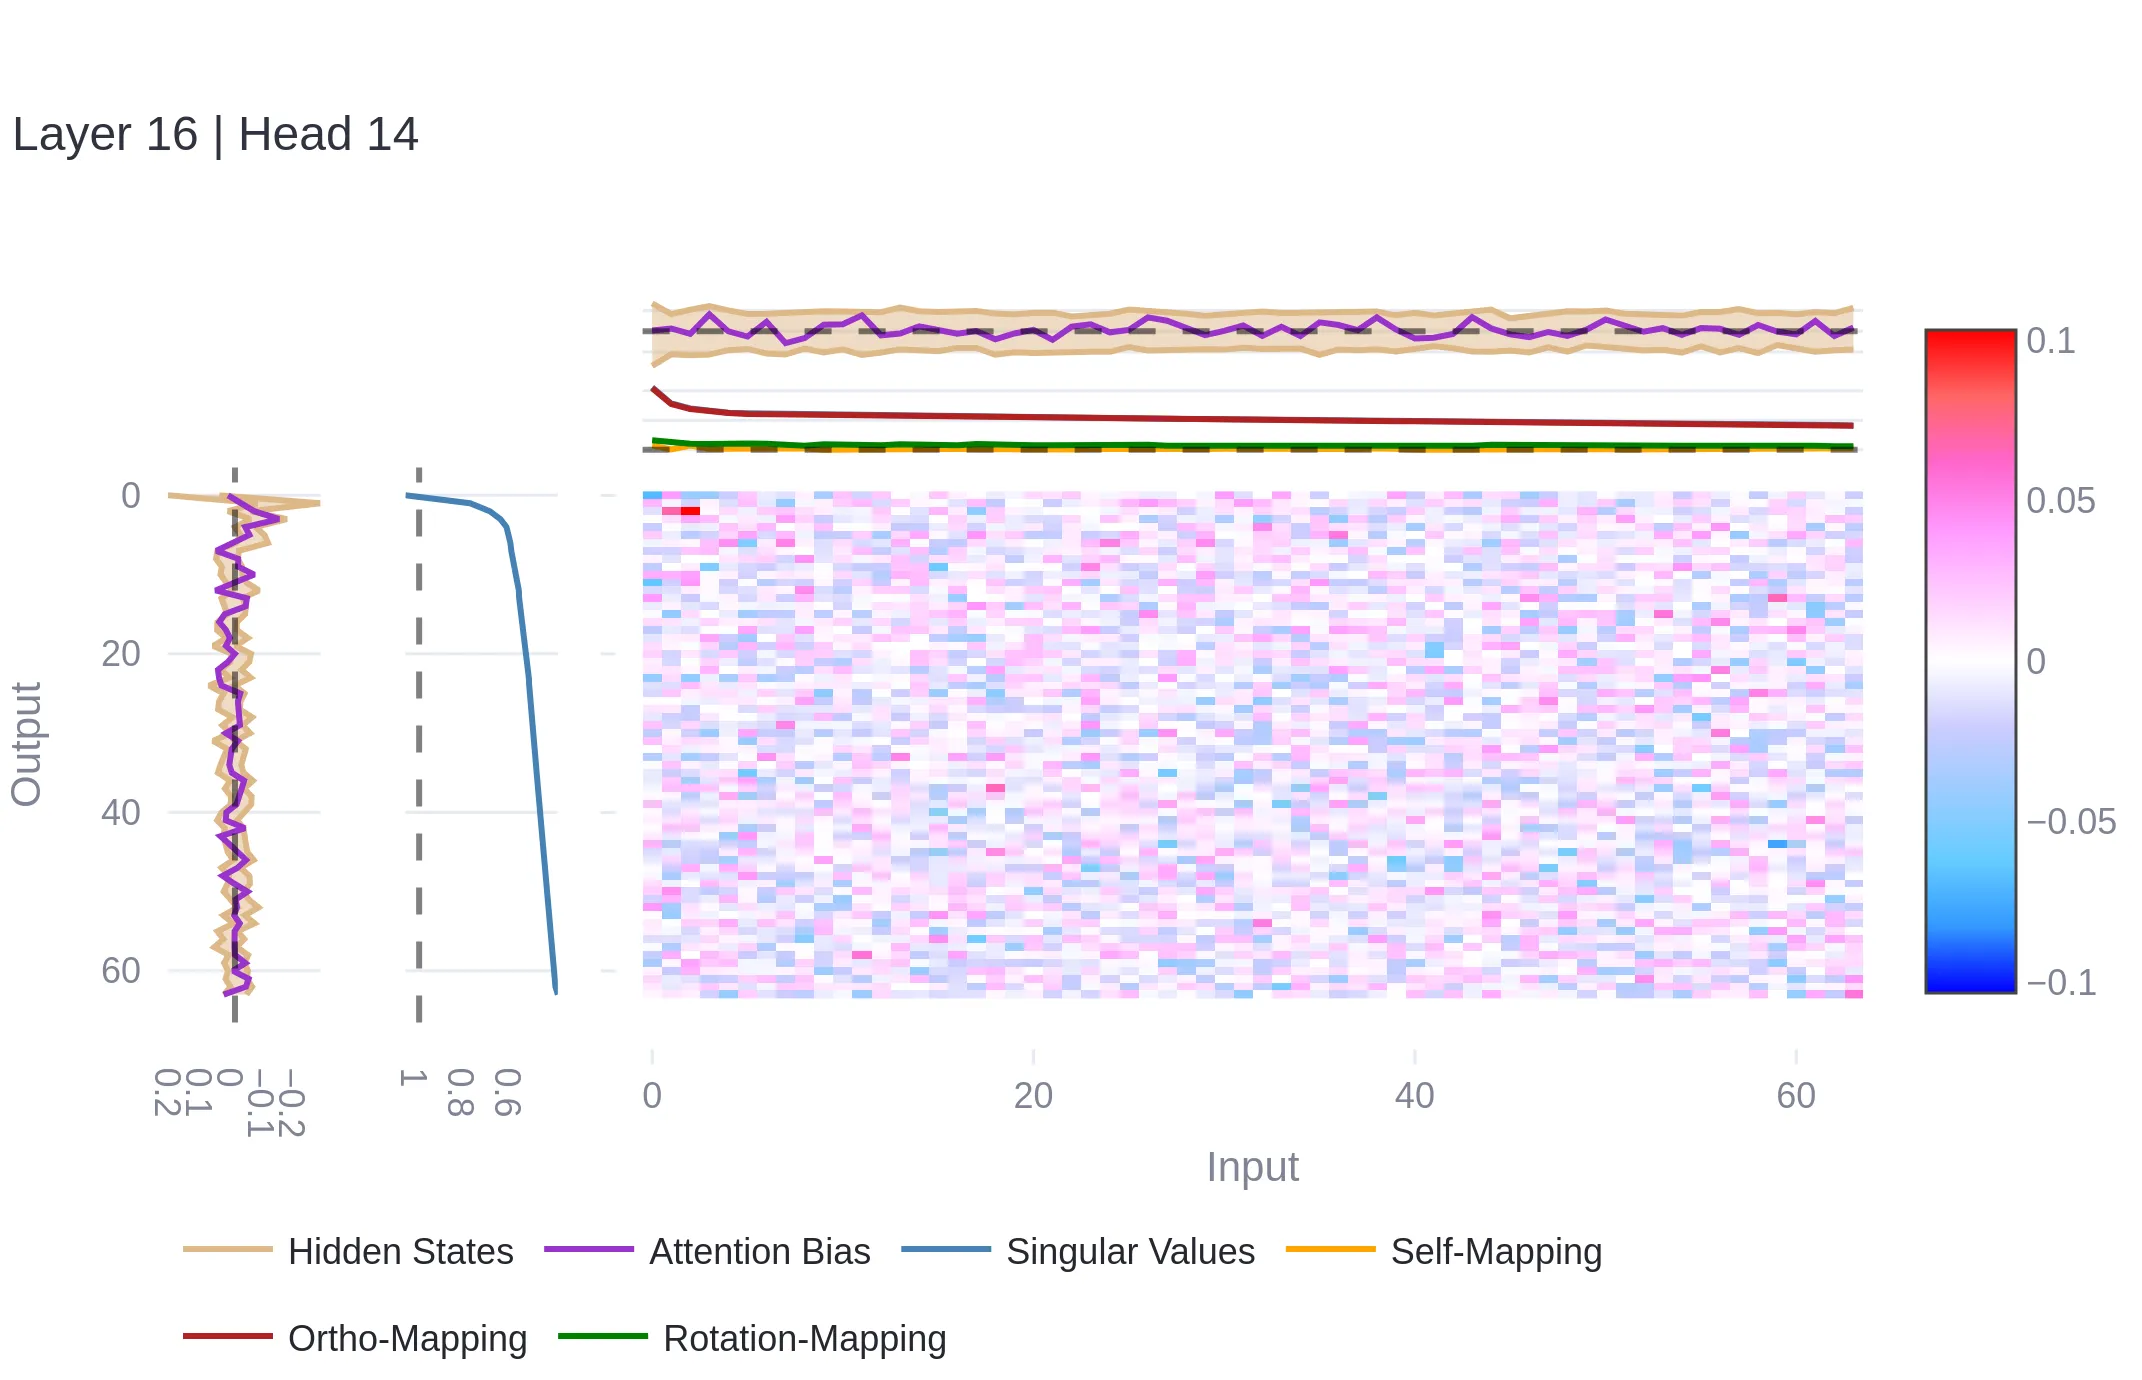 Layer 16 | Head 14
0
20
40
60
Output
0.2
0.1
0
−0.1
−0.2
1
0.8
0.6
0
20
40
60
Input
0.1
0.05
0
−0.05
−0.1
Hidden States
Attention Bias
Singular Values
Self-Mapping
Ortho-Mapping
Rotation-Mapping